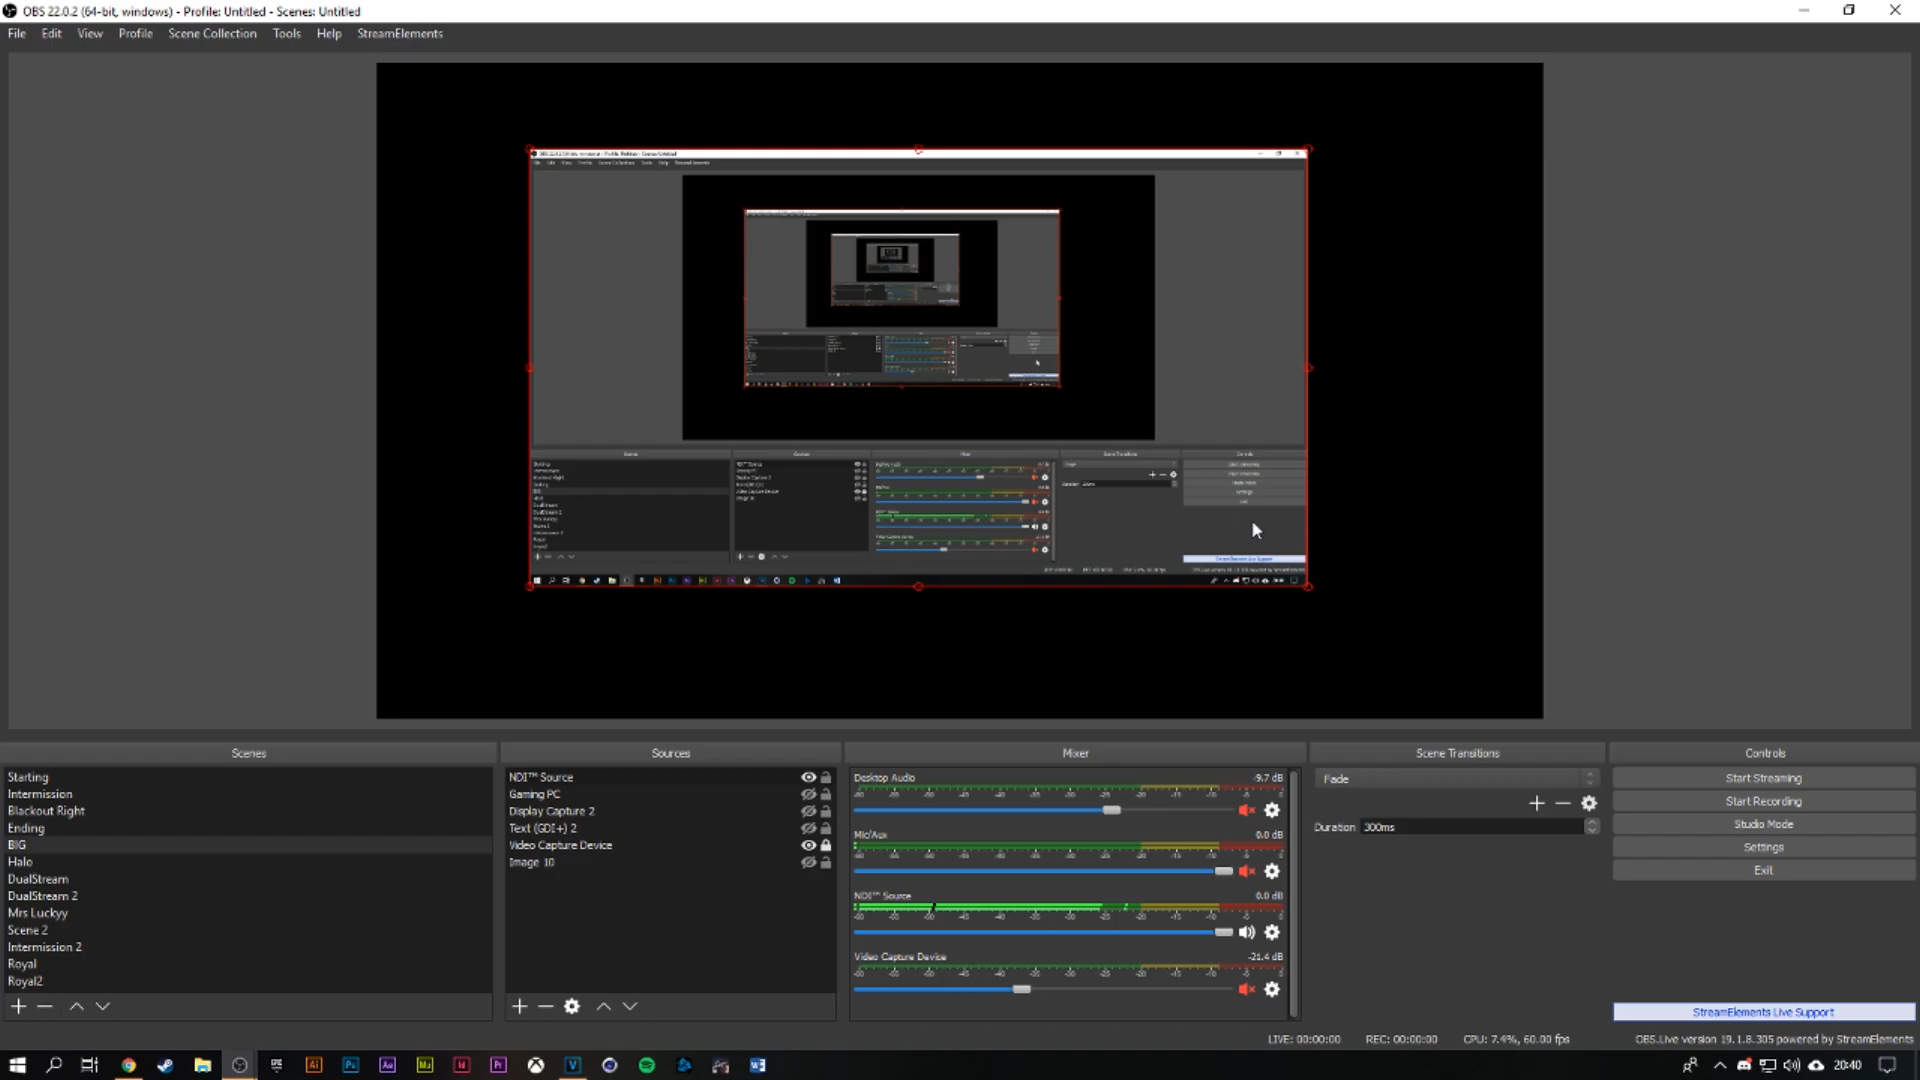 OBS 22.0.2 (64-bit, windows) - Profile: Untitled - Scenes: Untitled
File Edit View Profile Scene Collection Tools Help StreamElements
Scenes
Starting
Intermission
Blackout Right
Ending
BIG
Halo
DualStream
DualStream 2
Mrs Luckyy
Scene 2
Intermission 2
Royal
Royal2
Sources
NDI™ Source
Gaming PC
Display Capture 2
Text (GDI+) 2
Video Capture Device
Image 10
Mixer
Desktop Audio -9.7 dB
Mic/Aux 0.0 dB
NDI™ Source 0.0 dB
Video Capture Device -21.4 dB
Scene Transitions
Fade
Duration 300ms
Controls
Start Streaming
Start Recording
Studio Mode
Settings
Exit
StreamElements Live Support
LIVE: 00:00:00 REC: 00:00:00 CPU: 7.4%, 60.00 fps OBS.Live version 19.1.8.305 powered by StreamElements
20:40